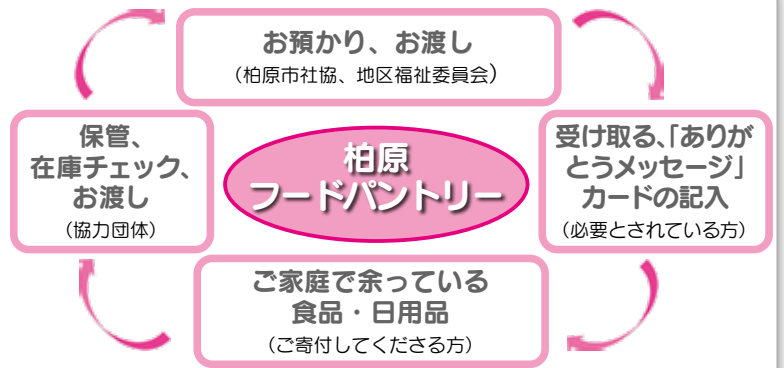 お預かり、お渡し
（柏原市社協、地区福祉委員会）
保管、
在庫チェック、
お渡し
（協力団体）
柏原
フードパントリー
受け取る、「ありが
とうメッセージ」
カードの記入
（必要とされている方）
ご家庭で余っている
食品・日用品
（ご寄付してくださる方）